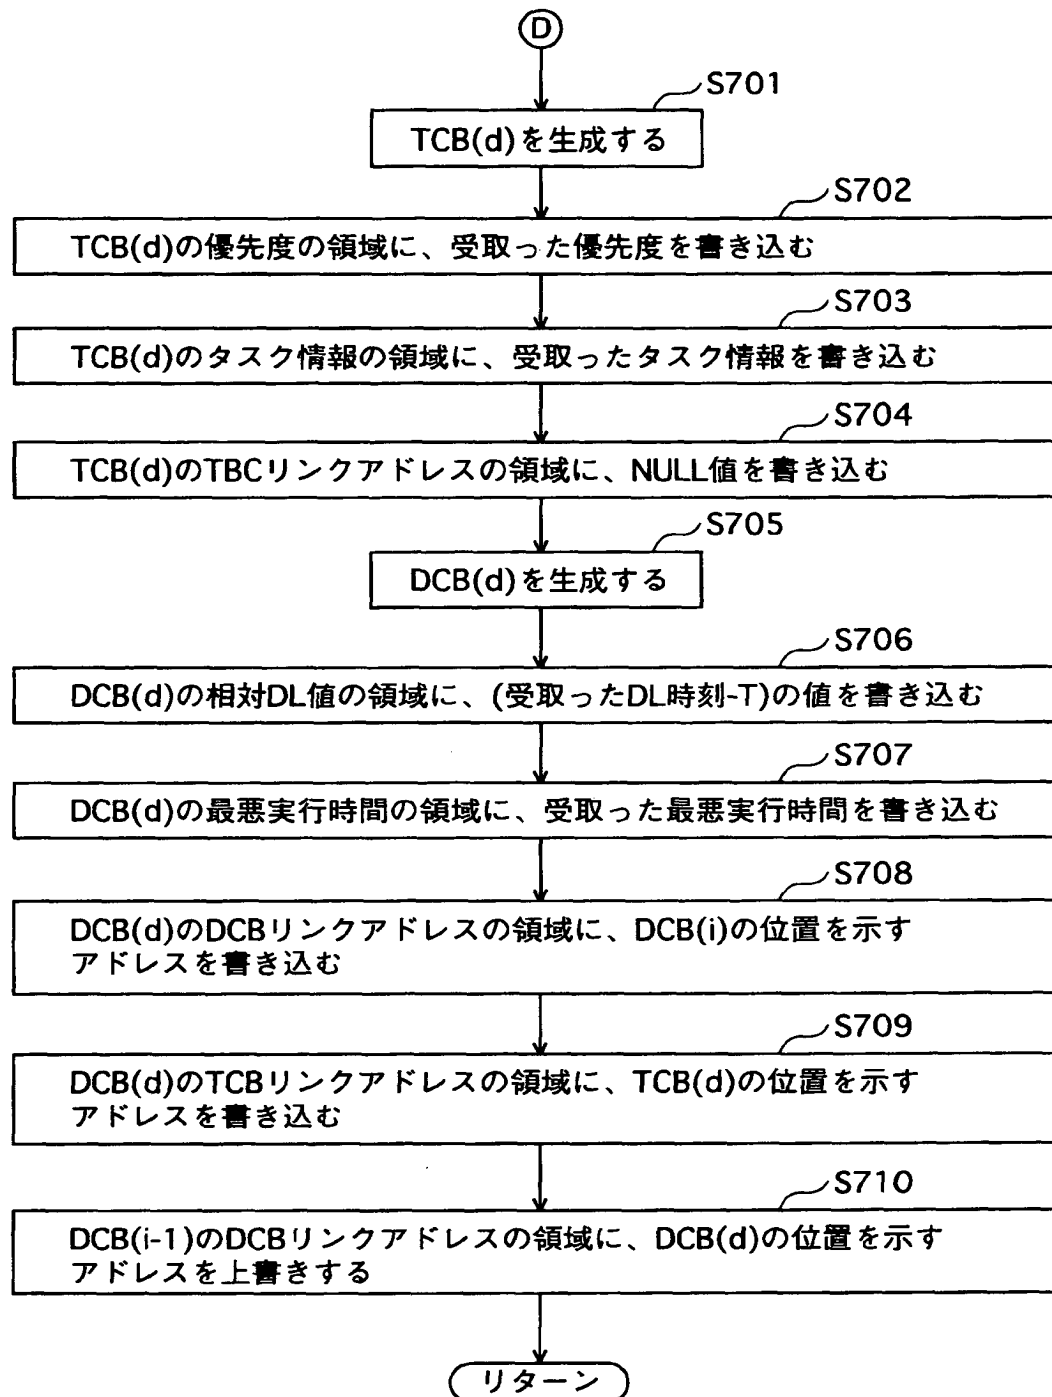 D
S701
TCB(d)を生成する
S702
TCB(d)の優先度の領域に、受取った優先度を書き込む
S703
TCB(d)のタスク情報の領域に、受取ったタスク情報を書き込む
S704
TCB(d)のTBCリンクアドレスの領域に、NULL値を書き込む
S705
DCB(d)を生成する
S706
DCB(d)の相対DL値の領域に、(受取ったDL時刻-T)の値を書き込む
S707
DCB(d)の最悪実行時間の領域に、受取った最悪実行時間を書き込む
S708
DCB(d)のDCBリンクアドレスの領域に、DCB(i)の位置を示す
アドレスを書き込む
S709
DCB(d)のTCBリンクアドレスの領域に、TCB(d)の位置を示す
アドレスを書き込む
S710
DCB(i-1)のDCBリンクアドレスの領域に、DCB(d)の位置を示す
アドレスを上書きする
リターン